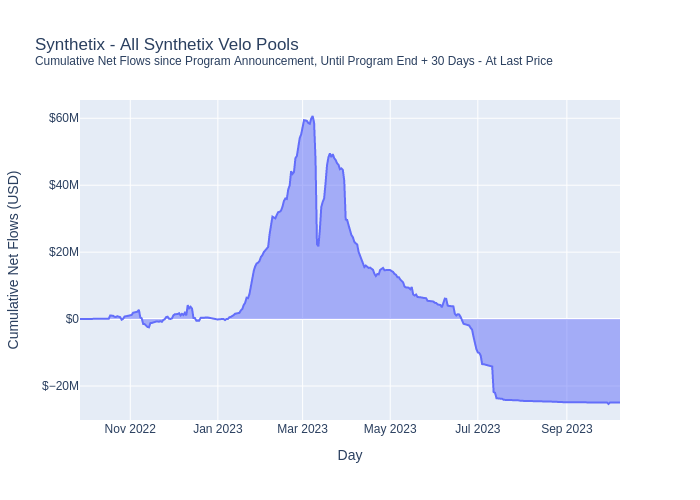 Synthetix - All Synthetix Velo Pools
Cumulative Net Flows since Program Announcement, Until Program End + 30 Days - At Last Price
Cumulative Net Flows (USD)
$60M
$40M
$20M
$0
$−20M
Nov 2022
Jan 2023
Mar 2023
May 2023
Jul 2023
Sep 2023
Day